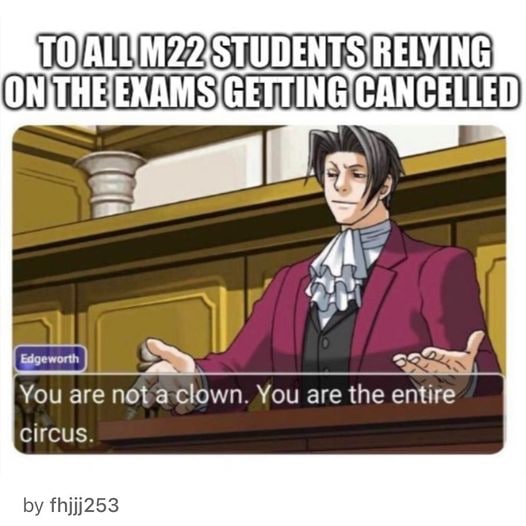 TO ALL M22 STUDENTS RELYING
ON THE EXAMS GETTING CANCELLED
Edgeworth
You are not a clown. You are the entire
circus.
by fhjjj253